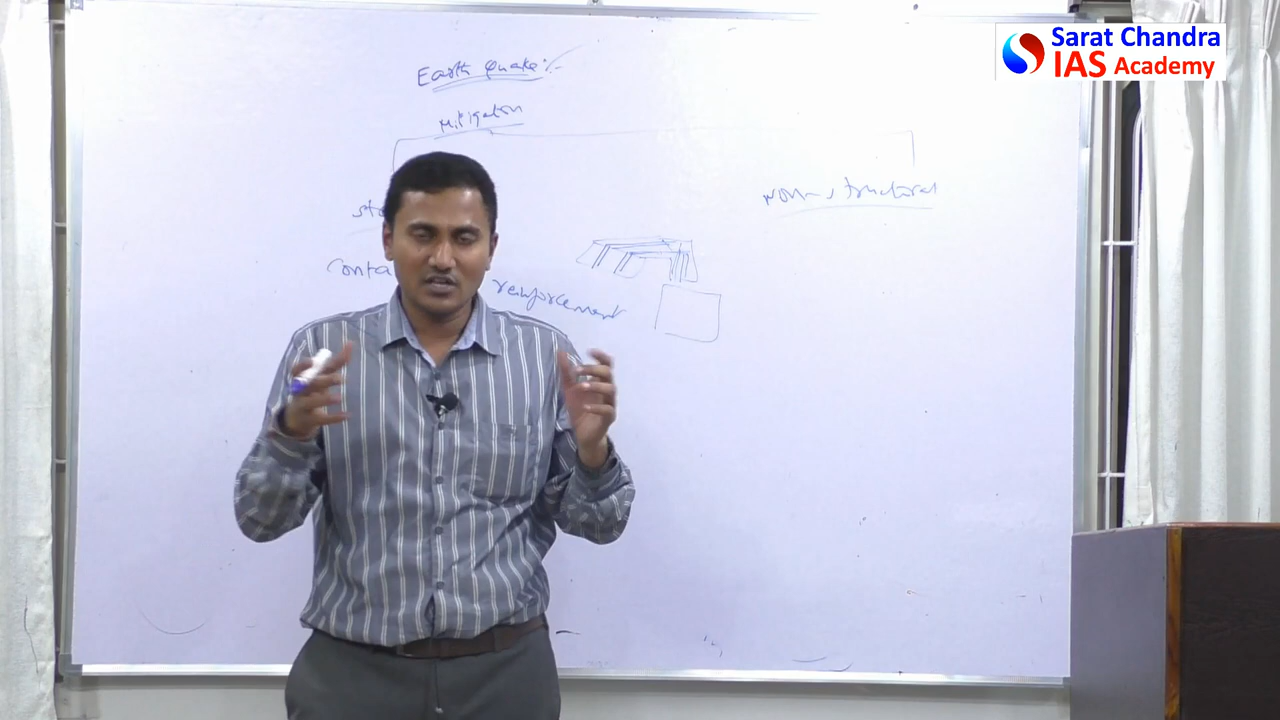 Sarat Chandra
IAS Academy
Earth Quake:-
Mitigation
Non-structural
reinforcement